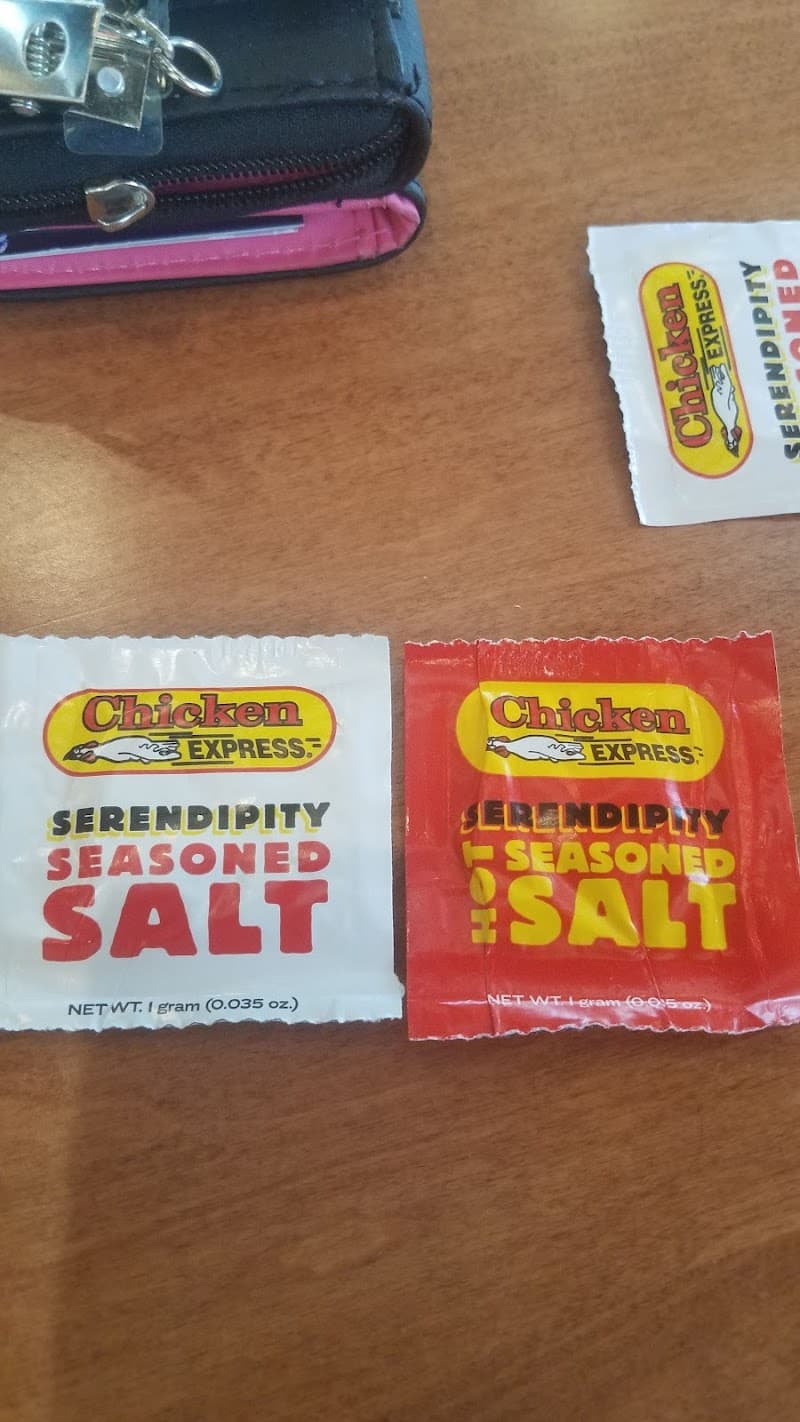 Chicken
EXPRESS
SERENDIPITY
Chicken
EXPRESS
SERENDIPITY
SEASONED
SALT
NET WT. 1 gram (0.035 oz.)
Chicken
EXPRESS
SERENDIPITY
HOT SEASONED
SALT
NET WT. 1 gram